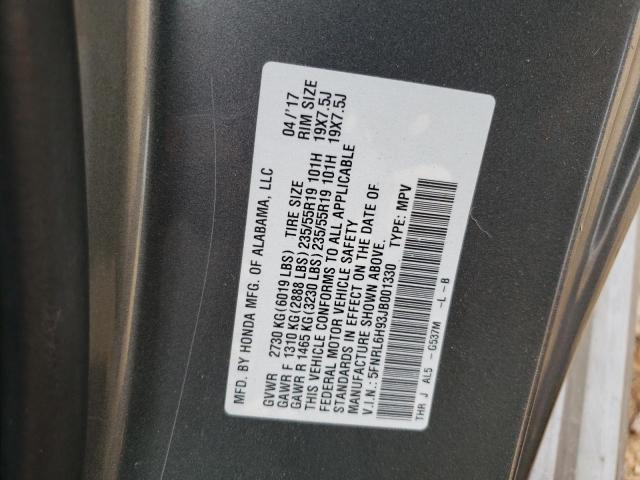 MFD. BY HONDA MFG. OF ALABAMA, LLC 04/'17
GVWR 2730 KG(6019 LBS) TIRE SIZE RIM SIZE
GAWR F 1310 KG(2888 LBS)235/55R19 101H 19X7.5J
GAWR R 1465 KG(3230 LBS)235/55R19 101H 19X7.5J
THIS VEHICLE CONFORMS TO ALL APPLICABLE
FEDERAL MOTOR VEHICLE SAFETY
STANDARDS IN EFFECT ON THE DATE OF
MANUFACTURE SHOWN ABOVE.
V.I.N.: 5FNRL6H93JB001330 TYPE: MPV
THR J AL5 - G537M -L -B